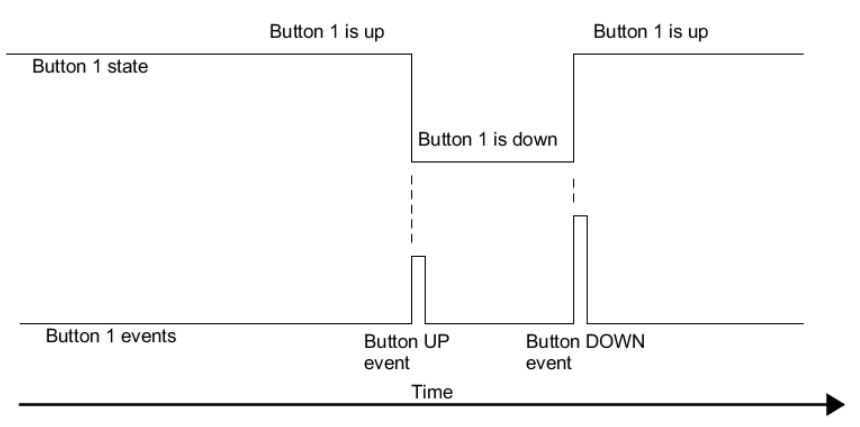 Button 1 is up
Button 1 is up
Button 1 state
Button 1 is down
Button 1 events
Button UP
event
Button DOWN
event
Time